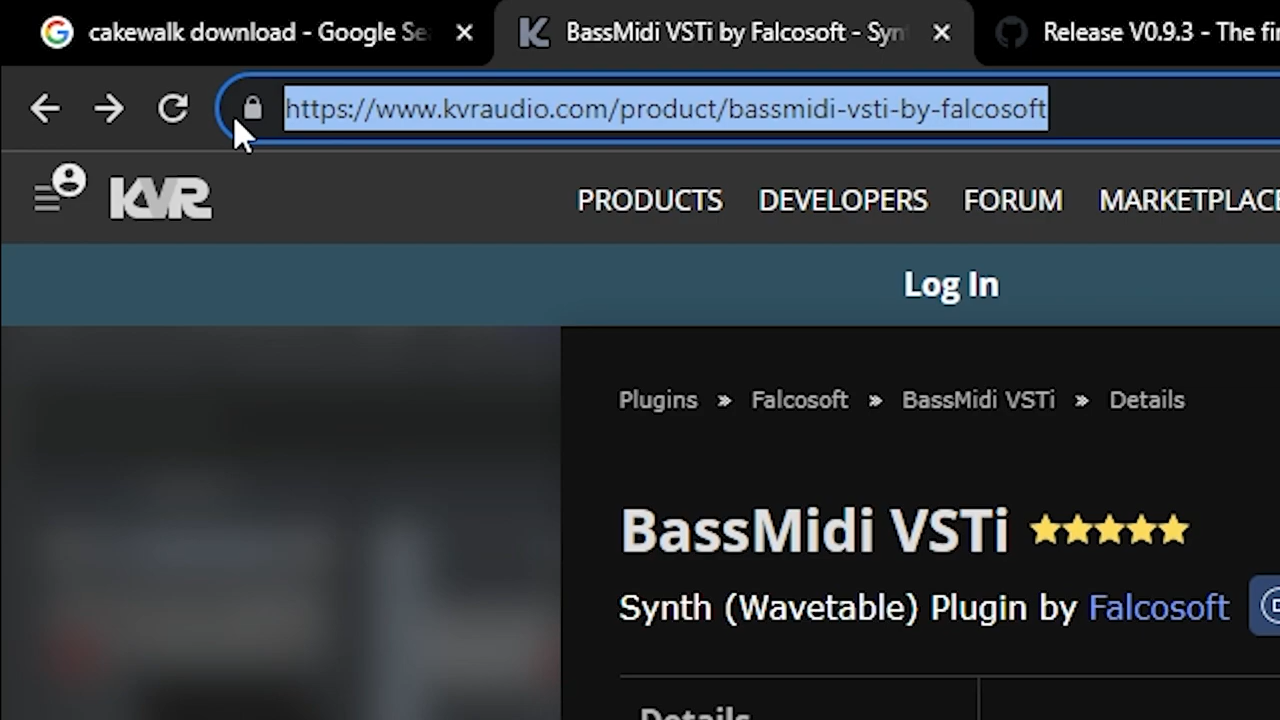 cakewalk download - Google Se
BassMidi VSTi by Falcosoft - Syn
Release V0.9.3 - The fi
https://www.kvraudio.com/product/bassmidi-vsti-by-falcosoft
KVR
PRODUCTS DEVELOPERS FORUM MARKETPLACE
Log In
Plugins » Falcosoft » BassMidi VSTi » Details
BassMidi VSTi
Synth (Wavetable) Plugin by Falcosoft
Details